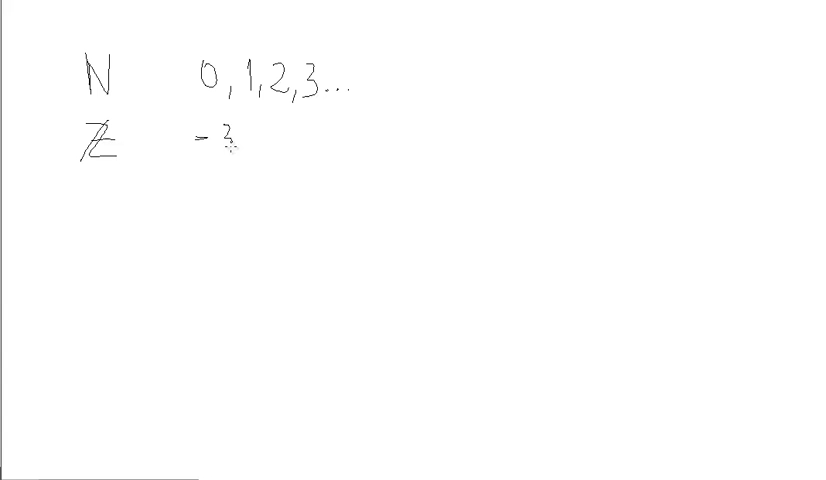 ℕ 0, 1, 2, 3...
ℤ - 3